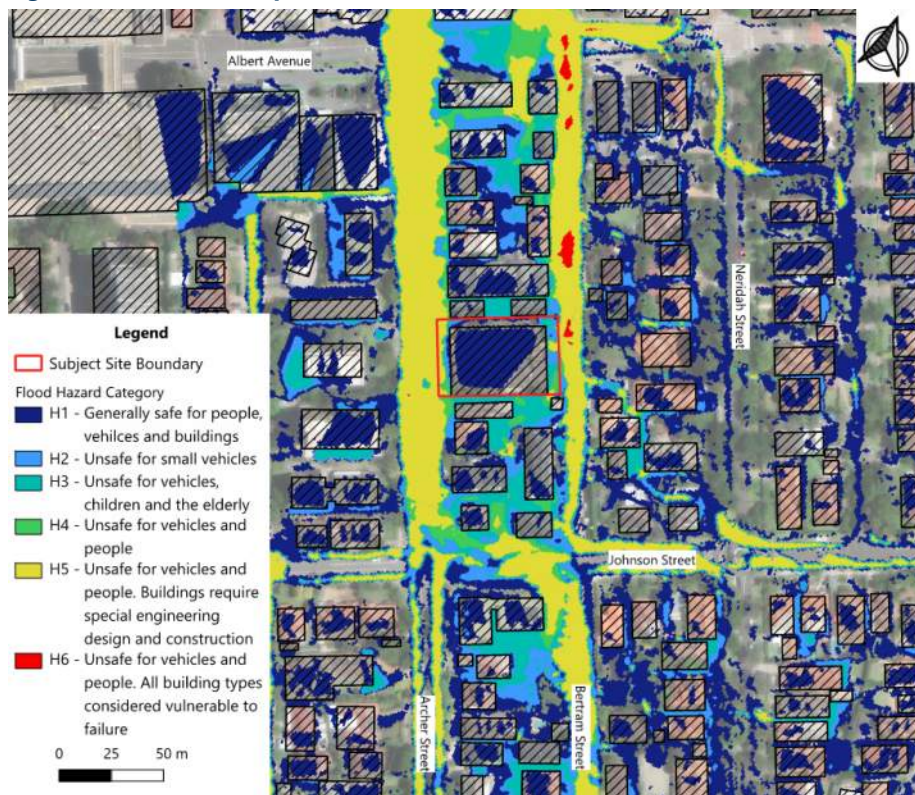 Albert Avenue
Neridah Street
Legend
Subject Site Boundary
Flood Hazard Category
H1 - Generally safe for people,
vehilces and buildings
H2 - Unsafe for small vehicles
H3 - Unsafe for vehicles,
children and the elderly
H4 - Unsafe for vehicles and
people
H5 - Unsafe for vehicles and
people. Buildings require
special engineering
design and construction
H6 - Unsafe for vehicles and
people. All building types
considered vulnerable to
failure
0 25 50 m
Johnson Street
Archer Street
Bertram Street